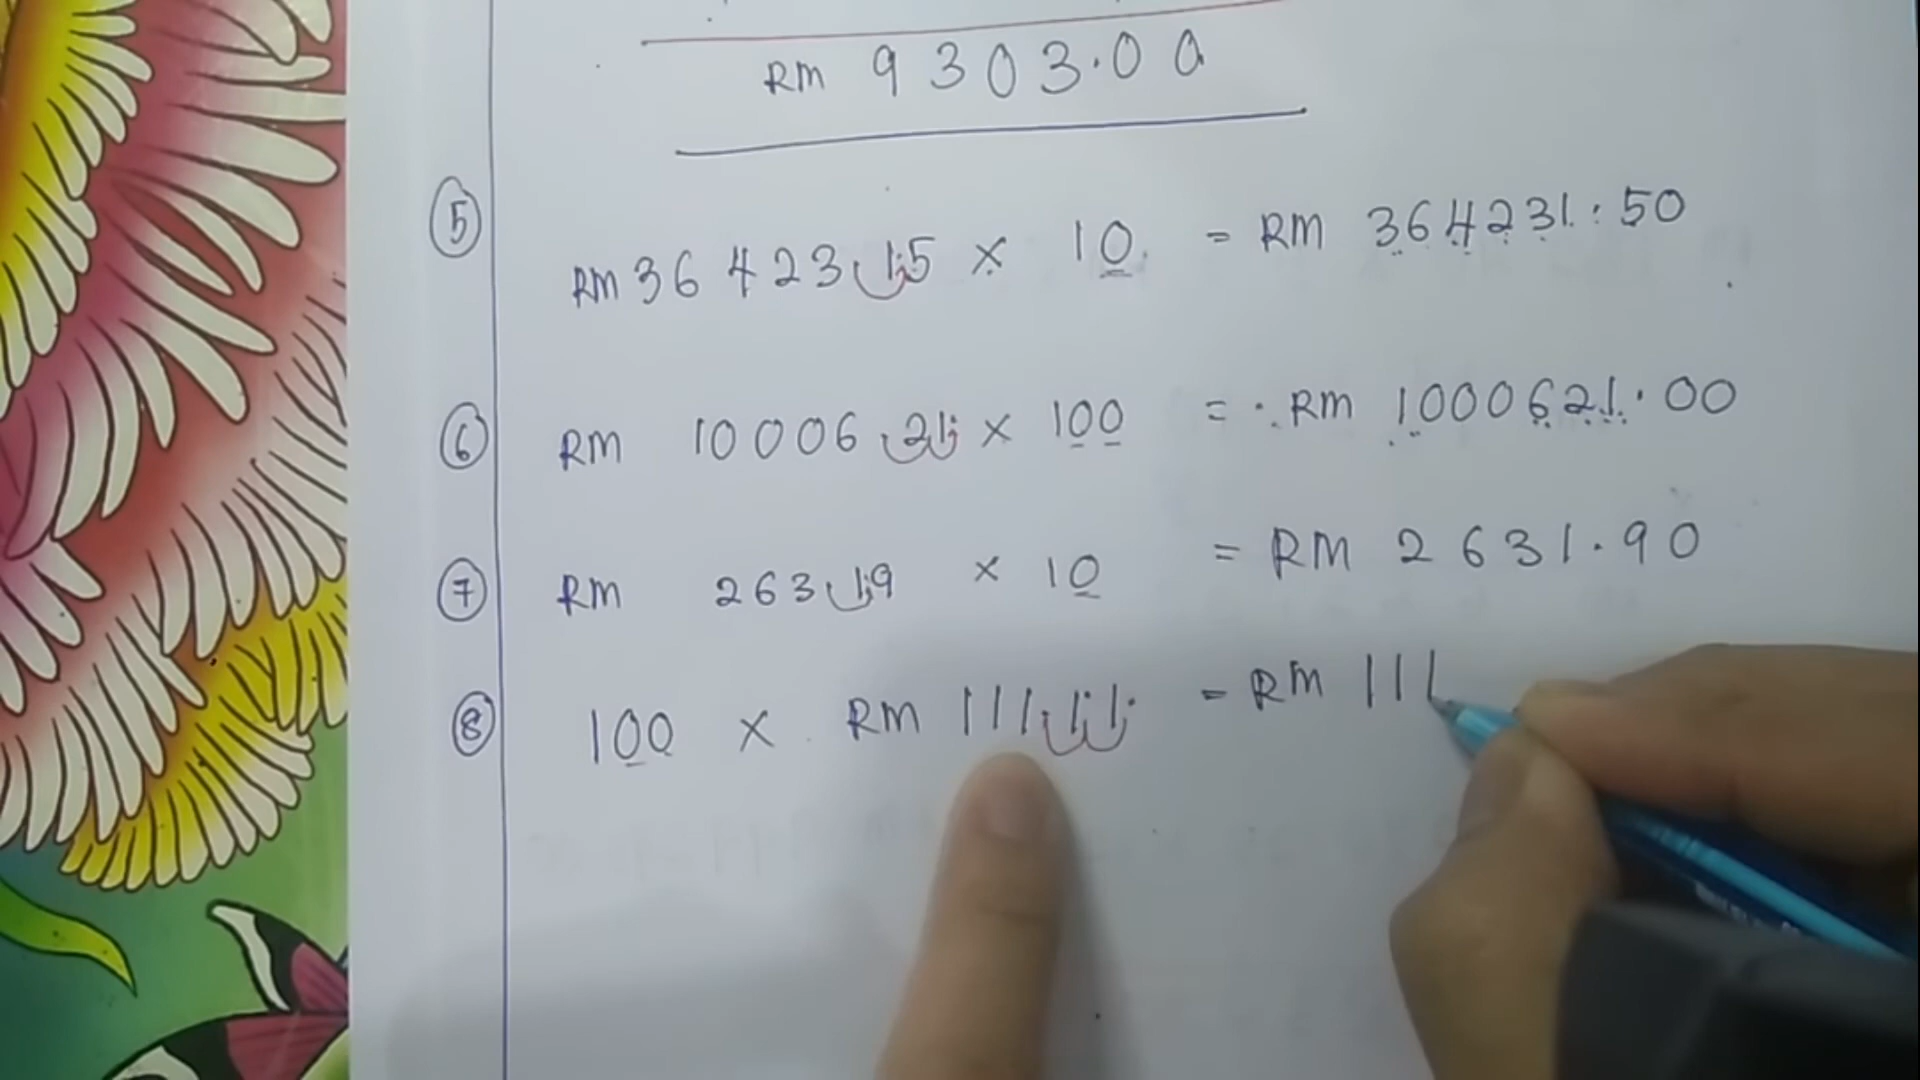 RM 9303.00
5 RM 36423.15 × 10 = RM 364231.50
6 RM 10006.21 × 100 = RM 1000621.00
7 RM 263.19 × 10 = RM 2631.90
8 100 × RM 111.11 = RM 111